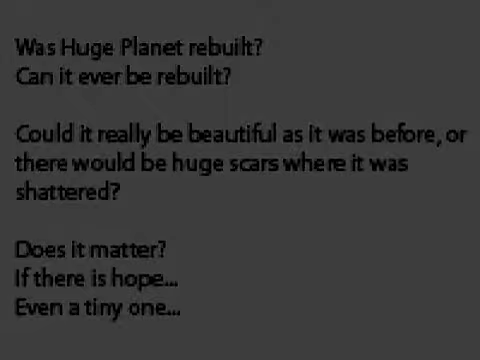 Was Huge Planet rebuilt?
Can it ever be rebuilt?
Could it really be beautiful as it was before, or
there would be huge scars where it was
shattered?
Does it matter?
If there is hope...
Even a tiny one...